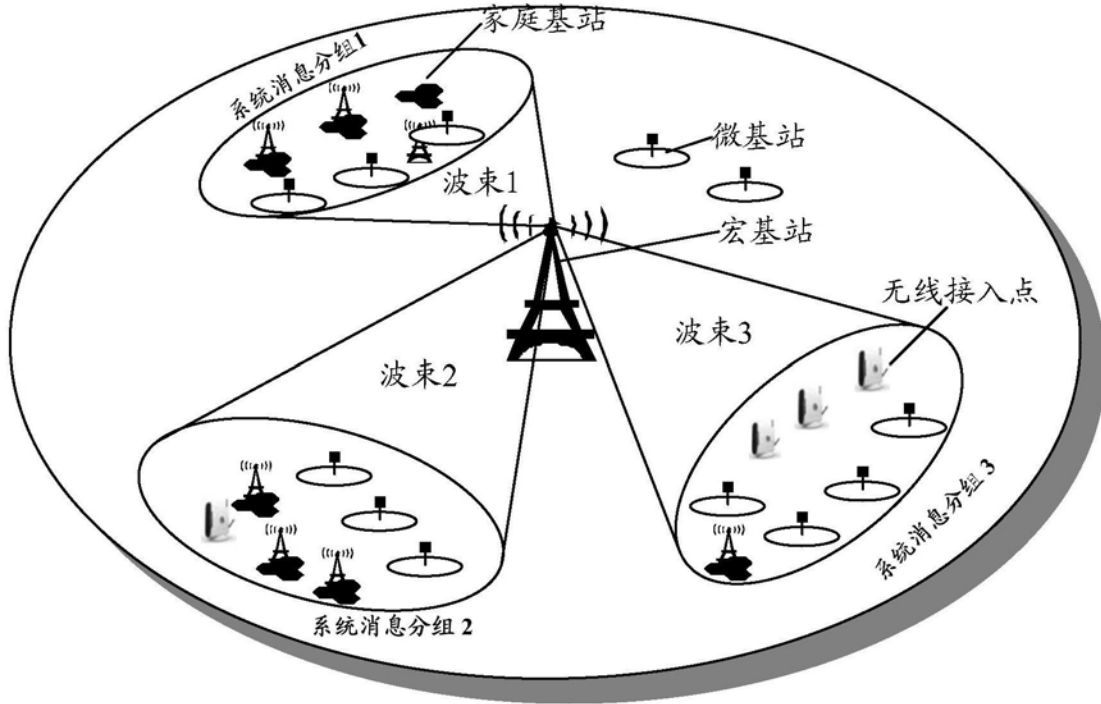 家庭基站
系统消息分组1
微基站
波束1
宏基站
无线接入点
波束3
波束2
系统消息分组 3
系统消息分组 2